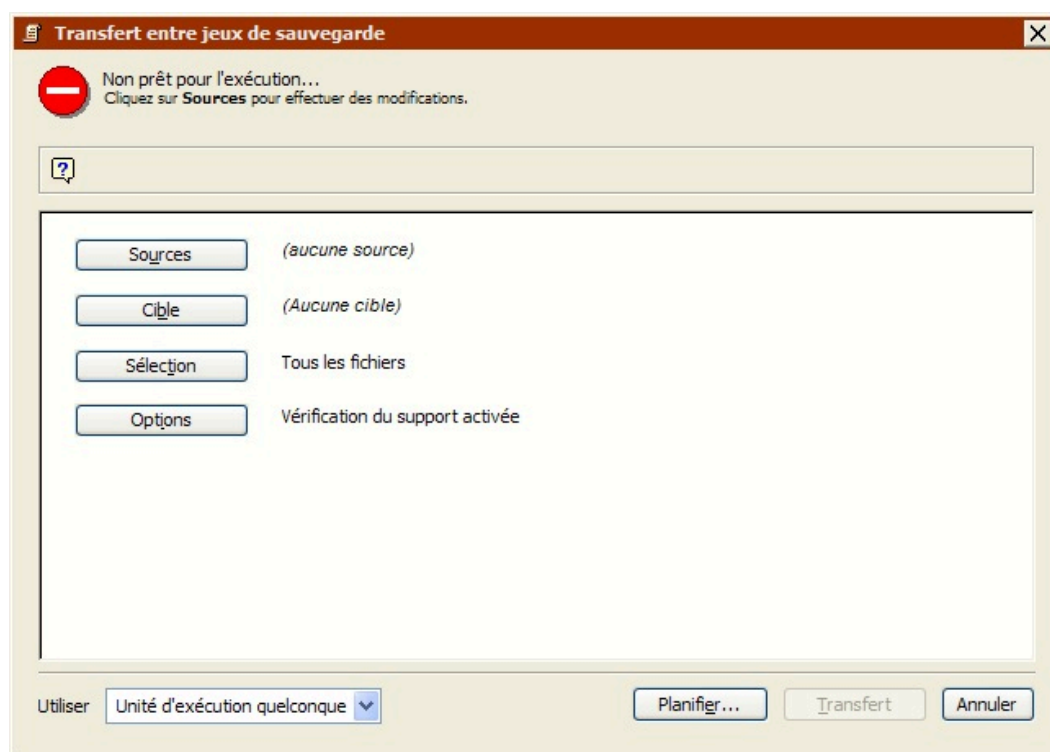 Transfert entre jeux de sauvegarde
Non prêt pour l'exécution...
Cliquez sur Sources pour effectuer des modifications.
?
Sources (aucune source)
Cible (Aucune cible)
Sélection Tous les fichiers
Options Vérification du support activée
Utiliser Unité d'exécution quelconque Planifier... Transfert Annuler